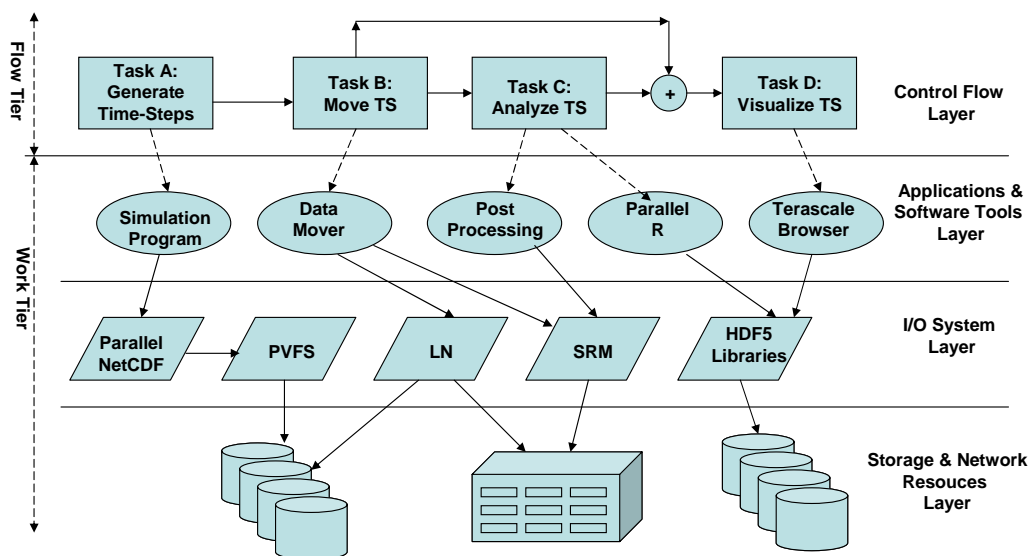 Flow Tier
Task A:
Generate
Time-Steps
Task B:
Move TS
Task C:
Analyze TS
+
Task D:
Visualize TS
Control Flow
Layer
Work Tier
Simulation
Program
Data
Mover
Post
Processing
Parallel
R
Terascale
Browser
Applications &
Software Tools
Layer
Parallel
NetCDF
PVFS
LN
SRM
HDF5
Libraries
I/O System
Layer
Storage & Network
Resouces
Layer